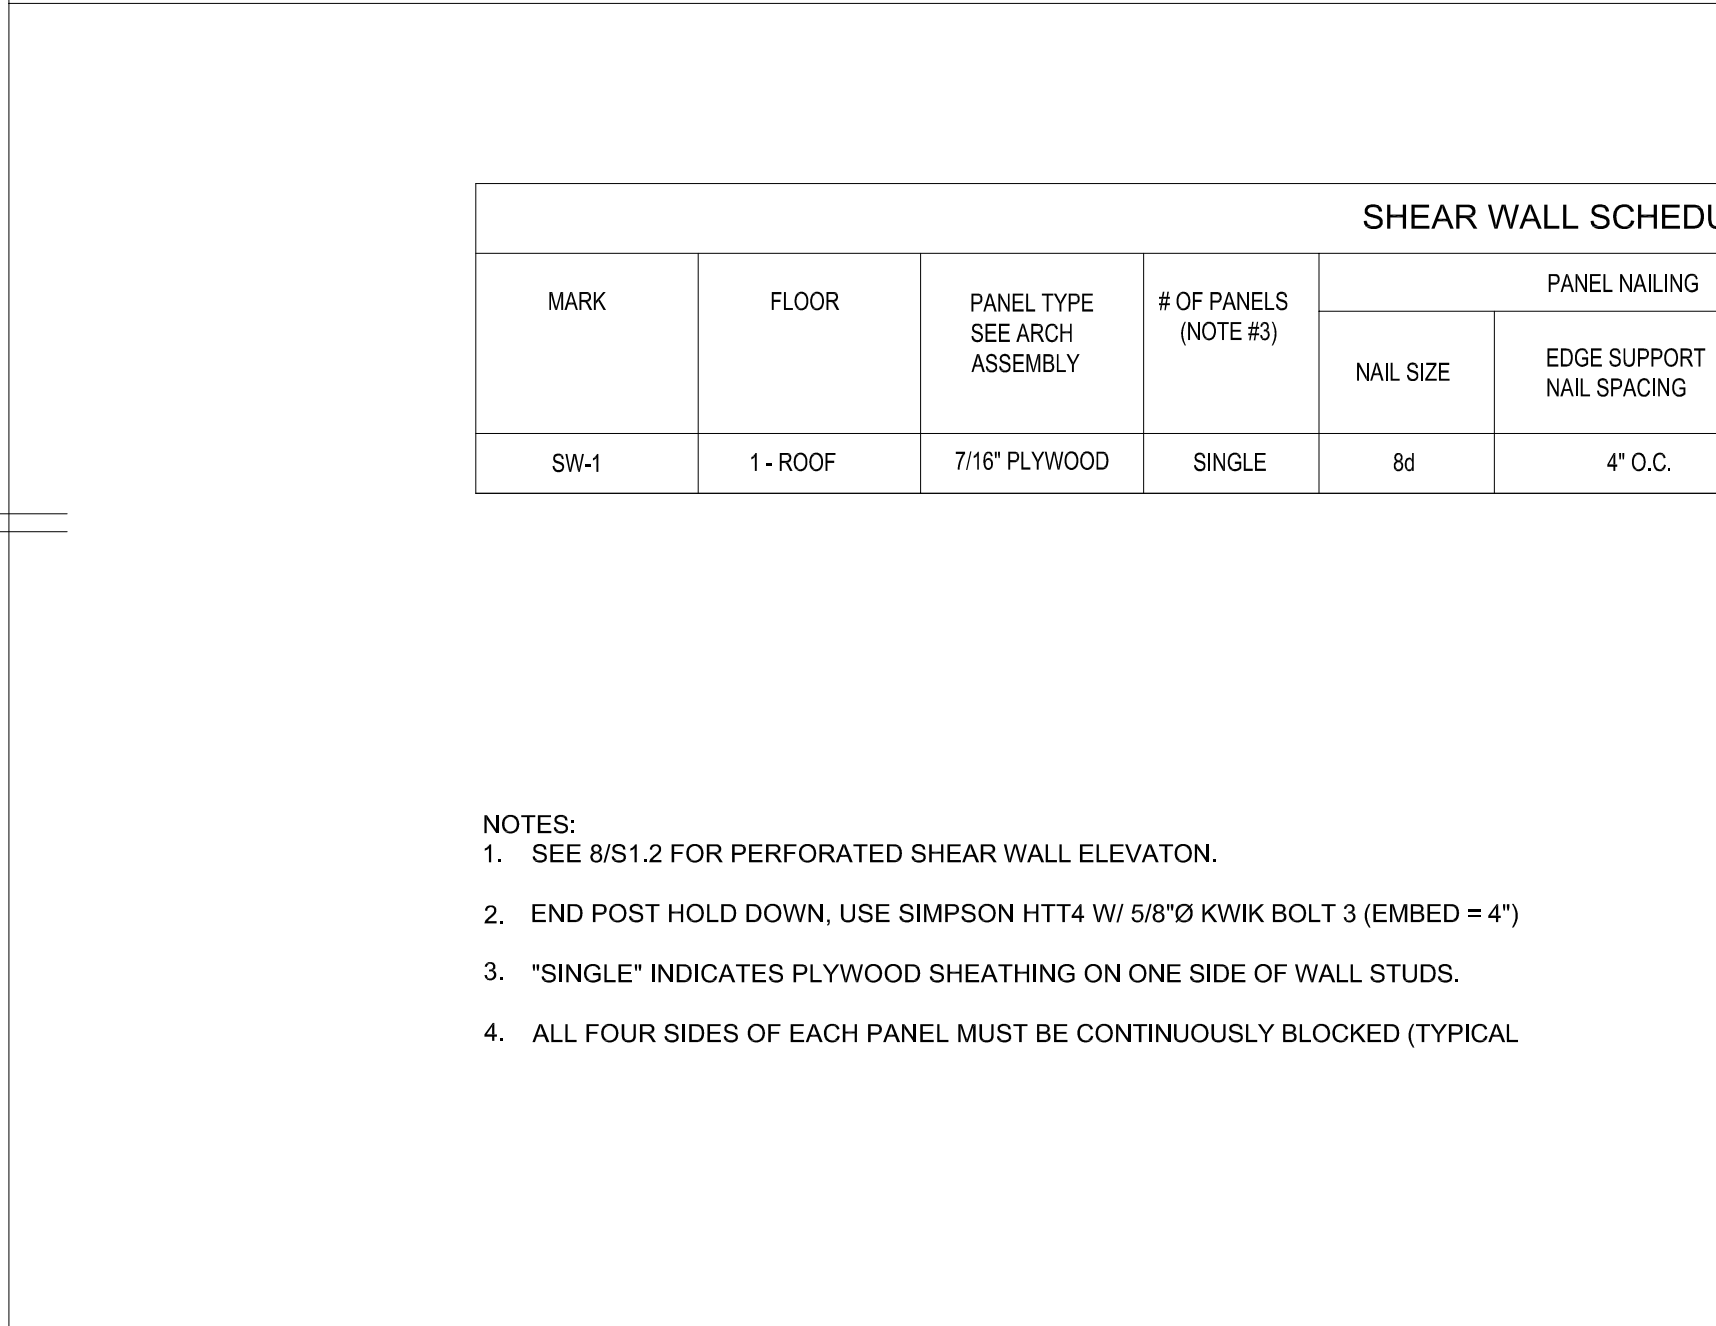 SHEAR WALL SCHEDU
MARK
FLOOR
PANEL TYPE
SEE ARCH
ASSEMBLY
# OF PANELS
(NOTE #3)
PANEL NAILING
NAIL SIZE
EDGE SUPPORT
NAIL SPACING
SW-1
1 - ROOF
7/16" PLYWOOD
SINGLE
8d
4" O.C.
NOTES:
1. SEE 8/S1.2 FOR PERFORATED SHEAR WALL ELEVATON.
2. END POST HOLD DOWN, USE SIMPSON HTT4 W/ 5/8"Ø KWIK BOLT 3 (EMBED = 4")
3. "SINGLE" INDICATES PLYWOOD SHEATHING ON ONE SIDE OF WALL STUDS.
4. ALL FOUR SIDES OF EACH PANEL MUST BE CONTINUOUSLY BLOCKED (TYPICAL